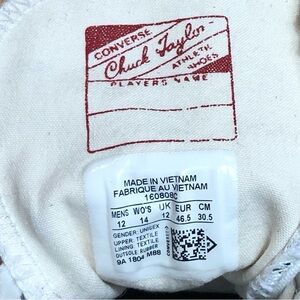 CONVERSE
Chuck Taylor
ATHLETIC
SHOES
PLAYERS NAME
MADE IN VIETNAM
FABRIQUE AU VIETNAM
MENS WO'S UK EUR CM
12 14 12 46.5 30.5
GENDER: UNISEX
UPPER: TEXTILE
LINING: TEXTILE
OUTSOLE: RUBBER